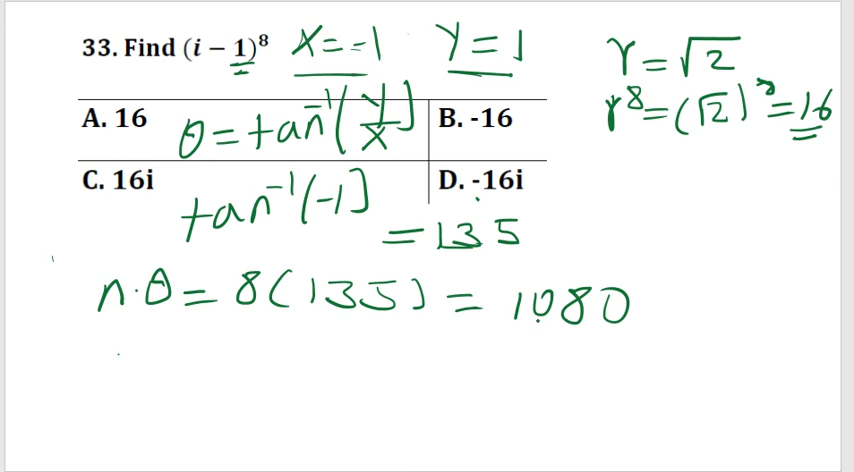 33. Find (i – 1)⁸ x = -1 y = 1
r = √2
r⁸ = (√2)⁸ = 16
A. 16 B. -16
θ = tan⁻¹(y/x)
C. 16i D. -16i
tan⁻¹(-1)
= 135
n·θ = 8(135) = 1080